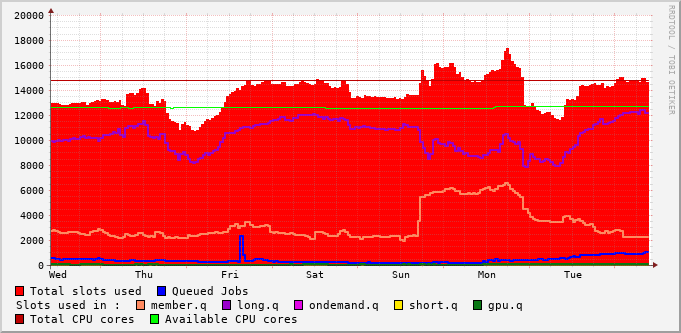 20000
18000
16000
14000
12000
10000
8000
6000
4000
2000
0
Wed Thu Fri Sat Sun Mon Tue
Total slots used Queued Jobs
Slots used in : member.q long.q ondemand.q short.q gpu.q
Total CPU cores Available CPU cores
RRDTOOL / TOBI OETIKER